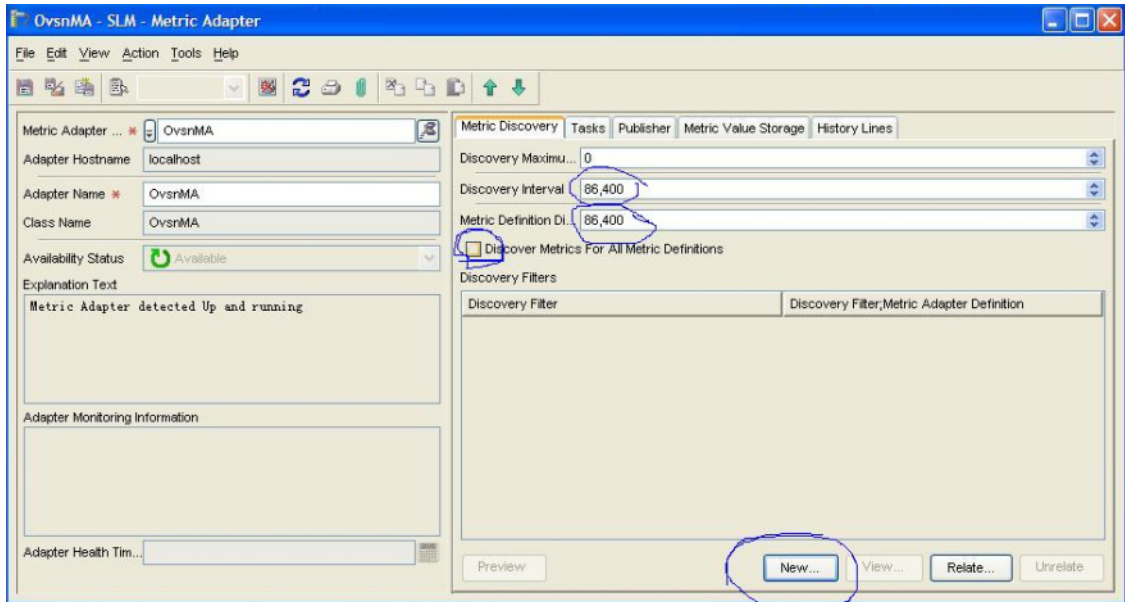 OvsnMA - SLM - Metric Adapter
File Edit View Action Tools Help
Metric Adapter ... * OvsnMA
Adapter Hostname localhost
Adapter Name * OvsnMA
Class Name OvsnMA
Availability Status Available
Explanation Text
Metric Adapter detected Up and running
Adapter Monitoring Information
Adapter Health Tim...
Metric Discovery Tasks Publisher Metric Value Storage History Lines
Discovery Maximu... 0
Discovery Interval 86,400
Metric Definition Di... 86,400
Discover Metrics For All Metric Definitions
Discovery Filters
Discovery Filter Discovery Filter;Metric Adapter Definition
Preview New... View... Relate... Unrelate